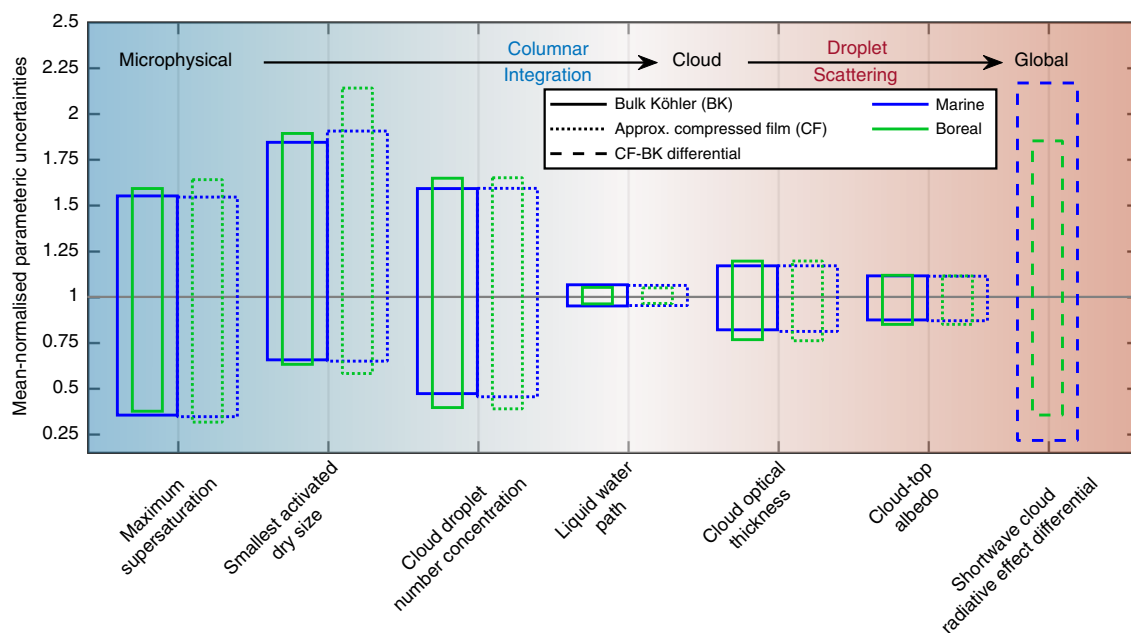 Mean-normalised parametric uncertainties
2.5
2.25
2
1.75
1.5
1.25
1
0.75
0.5
0.25
Microphysical
Columnar
Integration
Cloud
Droplet
Scattering
Global
Bulk Köhler (BK)
Approx. compressed film (CF)
CF-BK differential
Marine
Boreal
Maximum
supersaturation
Smallest activated
dry size
Cloud droplet
number concentration
Liquid water
path
Cloud optical
thickness
Cloud-top
albedo
Shortwave cloud
radiative effect differential